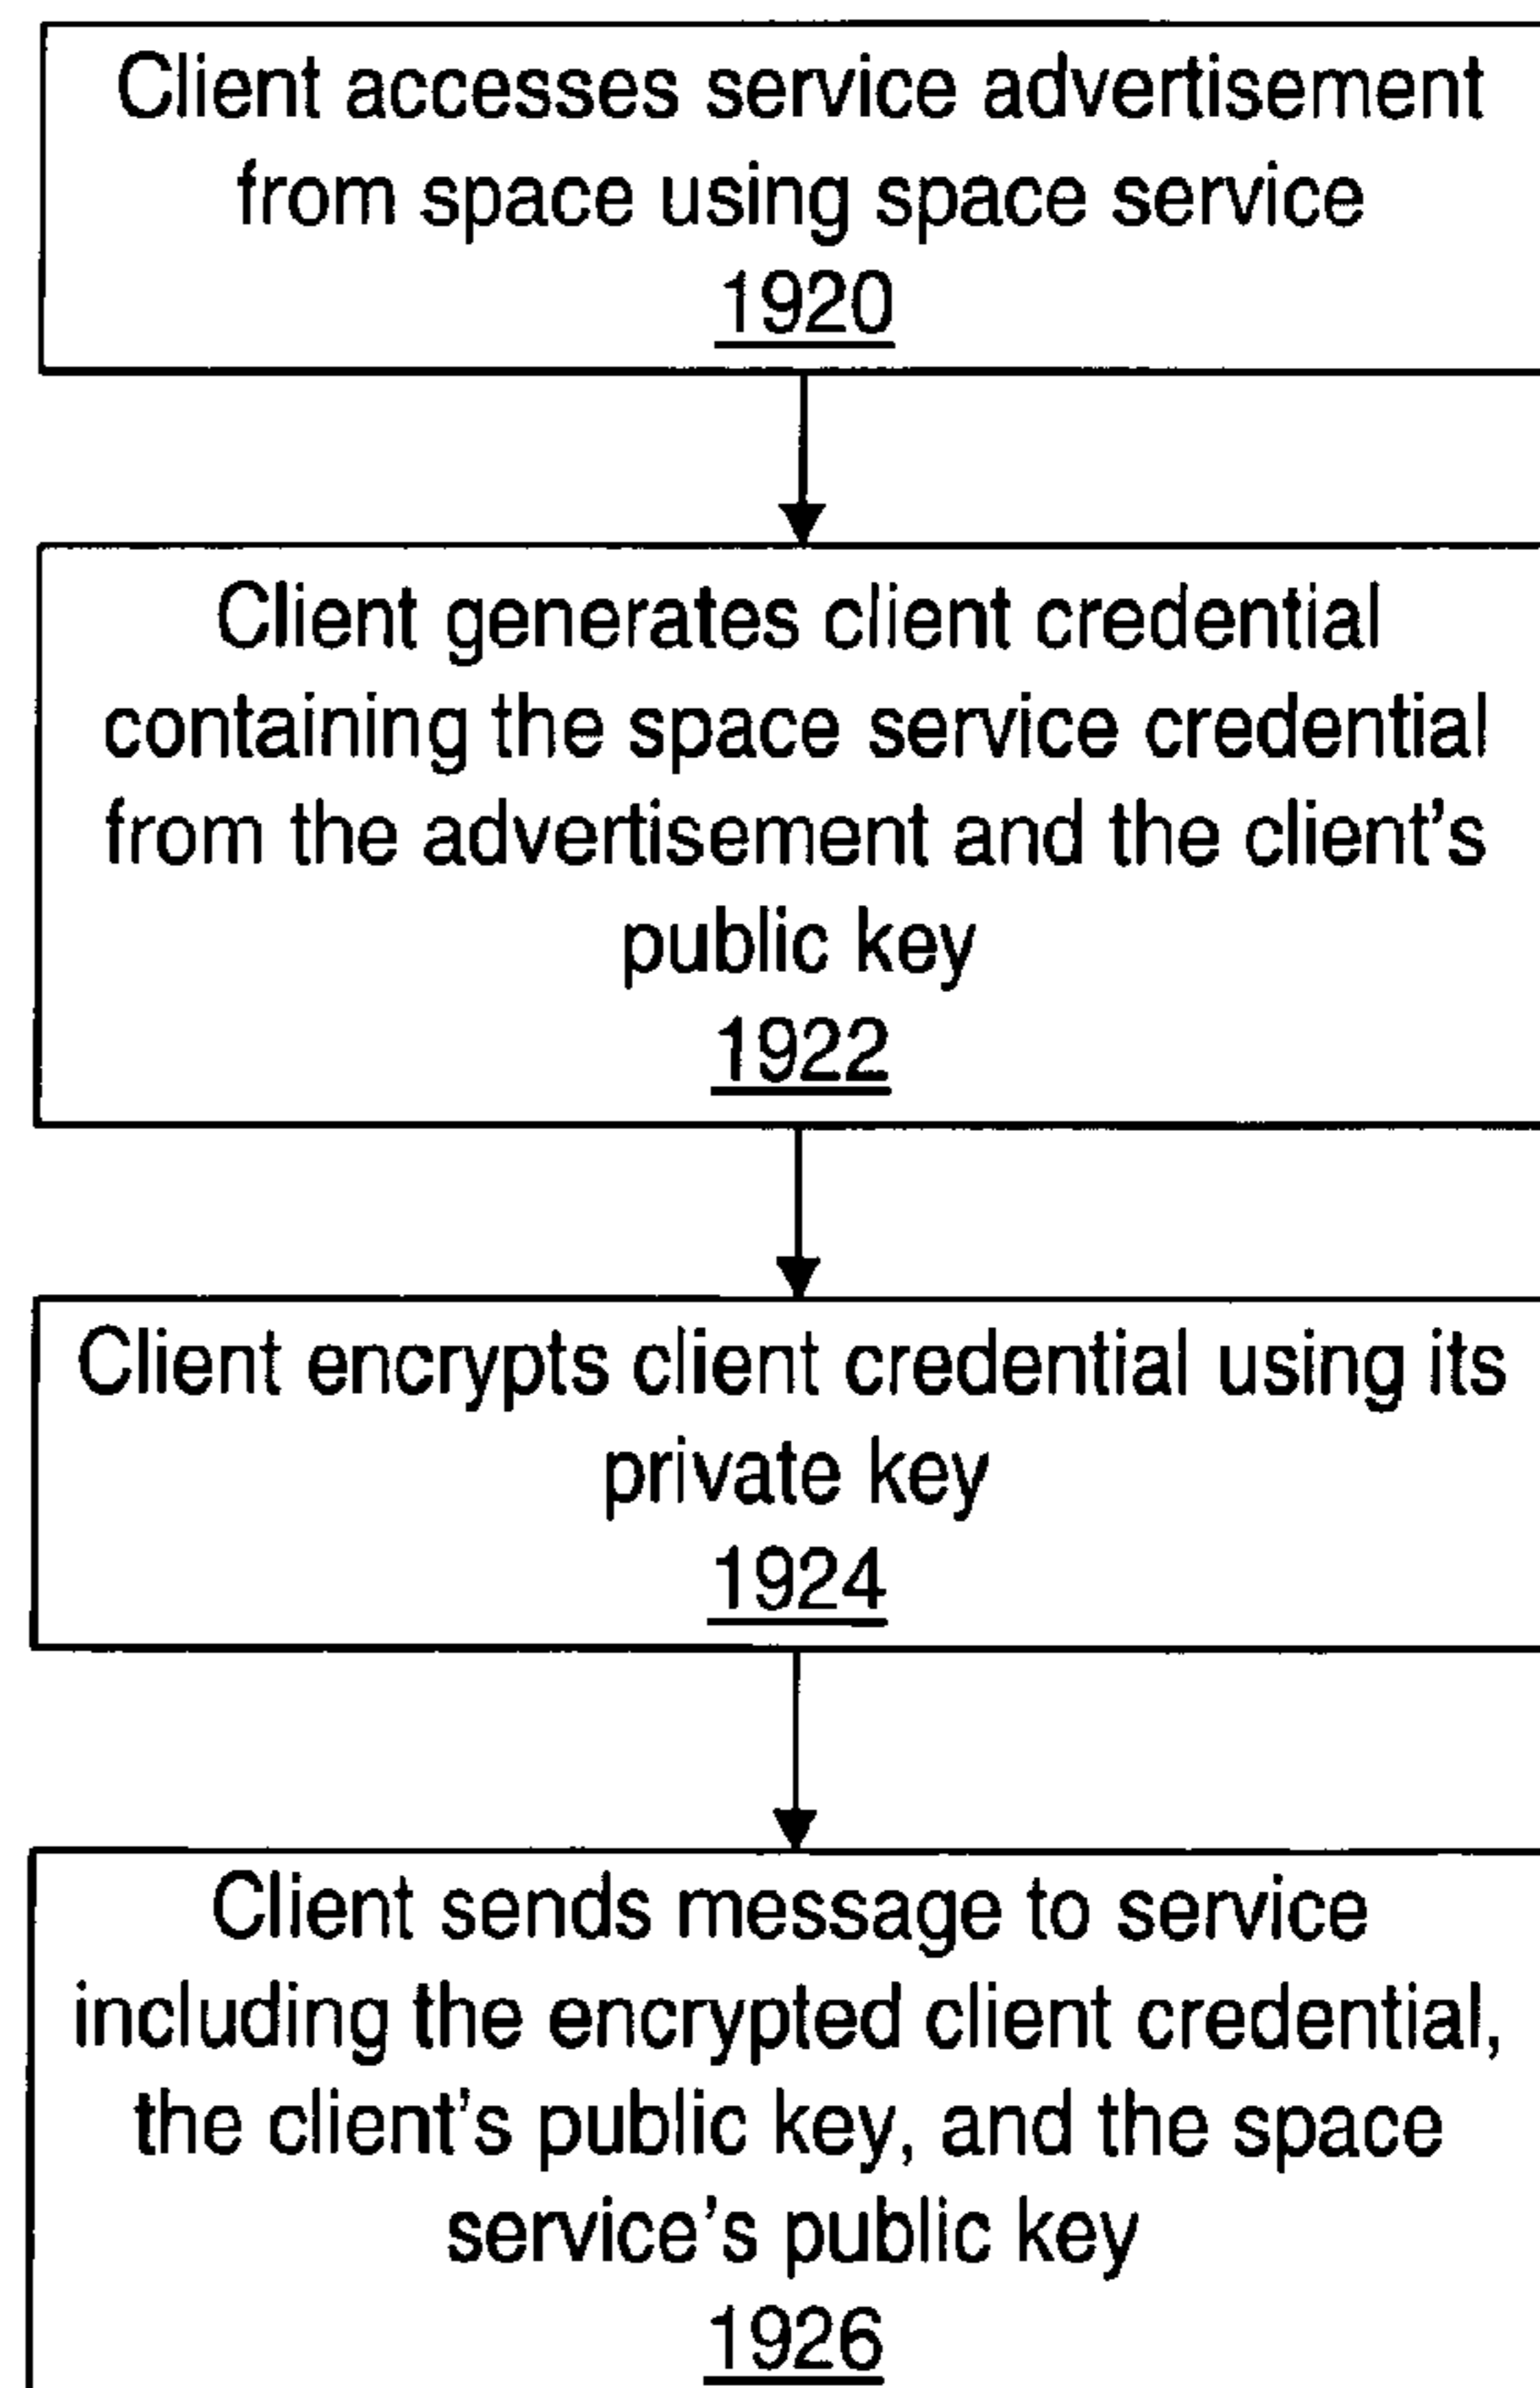 Client accesses service advertisement
from space using space service
1920
Client generates client credential
containing the space service credential
from the advertisement and the client's
public key
1922
Client encrypts client credential using its
private key
1924
Client sends message to service
including the encrypted client credential,
the client's public key, and the space
service's public key
1926